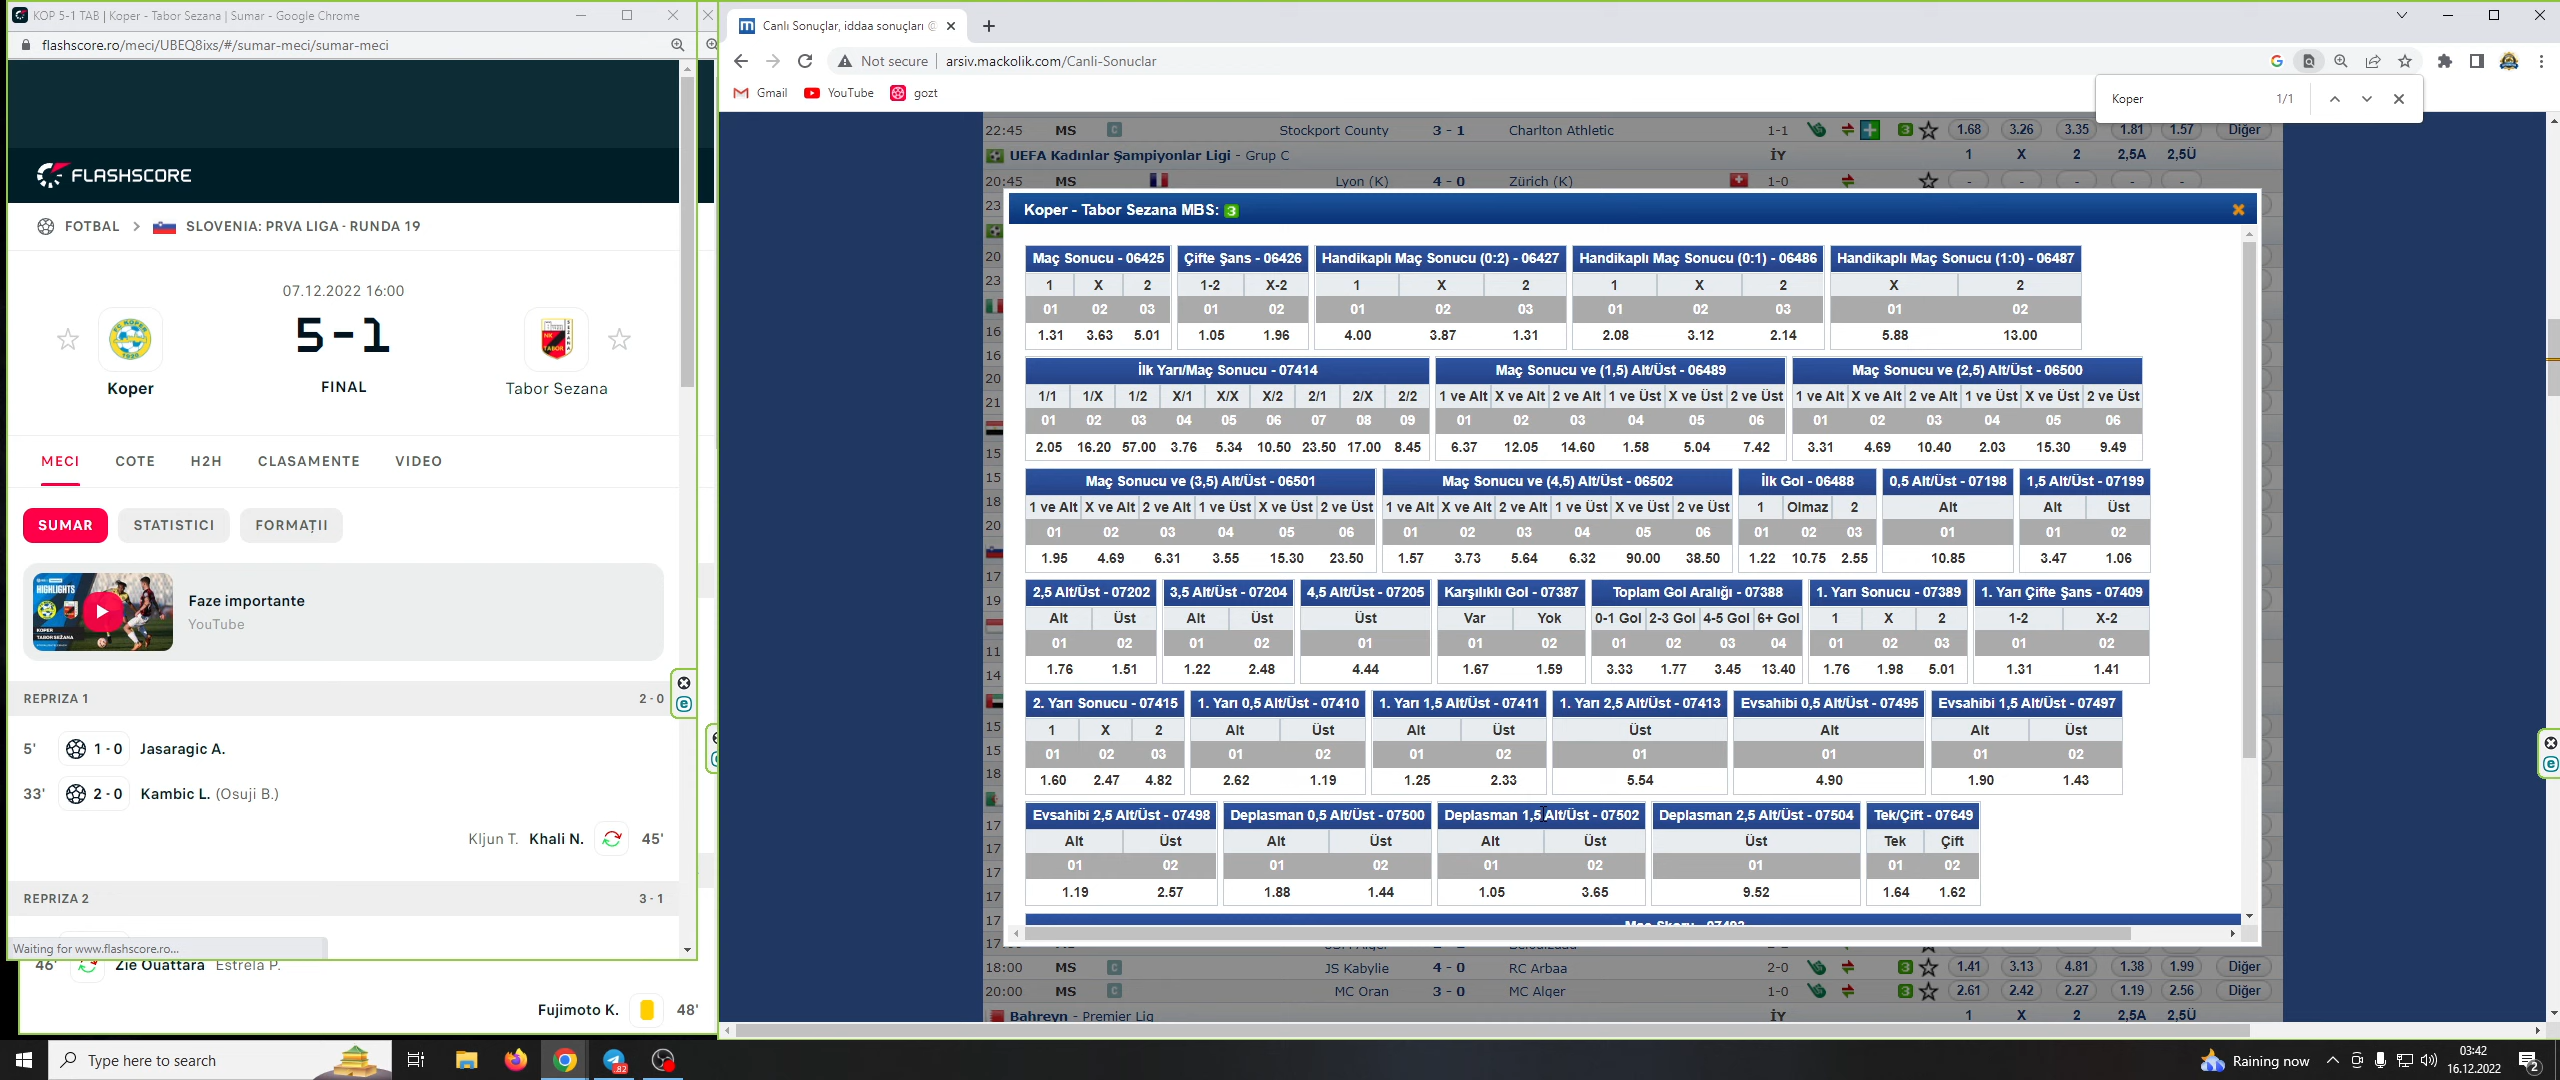 KOP 5-1 TAB | Koper - Tabor Sezana | Sumar - Google Chrome
flashscore.ro/meci/UBEQ8ixs/#/sumar-meci/sumar-meci
FLASHSCORE
FOTBAL > SLOVENIA: PRVA LIGA - RUNDA 19
07.12.2022 16:00
5-1
FINAL
Koper
Tabor Sezana
MECI COTE H2H CLASAMENTE VIDEO
SUMAR STATISTICI FORMAȚII
HIGHLIGHTS
KOPER
TABOR SEŽANA
Faze importante
YouTube
REPRIZA 1 2 - 0
5' 1 - 0 Jasaragic A.
33' 2 - 0 Kambic L. (Osuji B.)
Kljun T. Khali N. 45'
REPRIZA 2 3 - 1
Waiting for www.flashscore.ro...
46' Zie Ouattara Estrela P.
Fujimoto K. 48'
Canlı Sonuçlar, iddaa sonuçları
Not secure | arsiv.mackolik.com/Canli-Sonuclar
Gmail YouTube gozt
Koper 1/1
22:45 MS C Stockport County 3 - 1 Charlton Athletic 1-1 3 1.68 3.26 3.35 1.81 1.57 Diğer
UEFA Kadınlar Şampiyonlar Ligi - Grup C İY 1 X 2 2,5A 2,5Ü
20:45 MS Lyon (K) 4 - 0 Zürich (K) 1-0 - - - - -
Koper - Tabor Sezana MBS: 3
Maç Sonucu - 06425 Çifte Şans - 06426 Handikaplı Maç Sonucu (0:2) - 06427 Handikaplı Maç Sonucu (0:1) - 06486 Handikaplı Maç Sonucu (1:0) - 06487
1 X 2 1-2 X-2 1 X 2 1 X 2 X 2
01 02 03 01 02 01 02 03 01 02 03 01 02
1.31 3.63 5.01 1.05 1.96 4.00 3.87 1.31 2.08 3.12 2.14 5.88 13.00
İlk Yarı/Maç Sonucu - 07414 Maç Sonucu ve (1,5) Alt/Üst - 06489 Maç Sonucu ve (2,5) Alt/Üst - 06500
1/1 1/X 1/2 X/1 X/X X/2 2/1 2/X 2/2 1 ve Alt X ve Alt 2 ve Alt 1 ve Üst X ve Üst 2 ve Üst 1 ve Alt X ve Alt 2 ve Alt 1 ve Üst X ve Üst 2 ve Üst
01 02 03 04 05 06 07 08 09 01 02 03 04 05 06 01 02 03 04 05 06
2.05 16.20 57.00 3.76 5.34 10.50 23.50 17.00 8.45 6.37 12.05 14.60 1.58 5.04 7.42 3.31 4.69 10.40 2.03 15.30 9.49
Maç Sonucu ve (3,5) Alt/Üst - 06501 Maç Sonucu ve (4,5) Alt/Üst - 06502 İlk Gol - 06488 0,5 Alt/Üst - 07198 1,5 Alt/Üst - 07199
1 ve Alt X ve Alt 2 ve Alt 1 ve Üst X ve Üst 2 ve Üst 1 ve Alt X ve Alt 2 ve Alt 1 ve Üst X ve Üst 2 ve Üst 1 Olmaz 2 Alt Alt Üst
01 02 03 04 05 06 01 02 03 04 05 06 01 02 03 01 01 02
1.95 4.69 6.31 3.55 15.30 23.50 1.57 3.73 5.64 6.32 90.00 38.50 1.22 10.75 2.55 10.85 3.47 1.06
2,5 Alt/Üst - 07202 3,5 Alt/Üst - 07204 4,5 Alt/Üst - 07205 Karşılıklı Gol - 07387 Toplam Gol Aralığı - 07388 1. Yarı Sonucu - 07389 1. Yarı Çifte Şans - 07409
Alt Üst Alt Üst Üst Var Yok 0-1 Gol 2-3 Gol 4-5 Gol 6+ Gol 1 X 2 1-2 X-2
01 02 01 02 01 01 02 01 02 03 04 01 02 03 01 02
1.76 1.51 1.22 2.48 4.44 1.67 1.59 3.33 1.77 3.45 13.40 1.76 1.98 5.01 1.31 1.41
2. Yarı Sonucu - 07415 1. Yarı 0,5 Alt/Üst - 07410 1. Yarı 1,5 Alt/Üst - 07411 1. Yarı 2,5 Alt/Üst - 07413 Evsahibi 0,5 Alt/Üst - 07495 Evsahibi 1,5 Alt/Üst - 07497
1 X 2 Alt Üst Alt Üst Üst Alt Alt Üst
01 02 03 01 02 01 02 01 01 01 02
1.60 2.47 4.82 2.62 1.19 1.25 2.33 5.54 4.90 1.90 1.43
Evsahibi 2,5 Alt/Üst - 07498 Deplasman 0,5 Alt/Üst - 07500 Deplasman 1,5 Alt/Üst - 07502 Deplasman 2,5 Alt/Üst - 07504 Tek/Çift - 07649
Alt Üst Alt Üst Alt Üst Üst Tek Çift
01 02 01 02 01 02 01 01 02
1.19 2.57 1.88 1.44 1.05 3.65 9.52 1.64 1.62
18:00 MS C JS Kabylie 4 - 0 RC Arbaa 2-0 3 1.41 3.13 4.81 1.38 1.99 Diğer
20:00 MS C MC Oran 3 - 0 MC Alger 1-0 3 2.61 2.42 2.27 1.19 2.56 Diğer
Bahreyn - Premier Lig İY 1 X 2 2,5A 2,5Ü
Type here to search
82
Raining now
03:42
16.12.2022
2